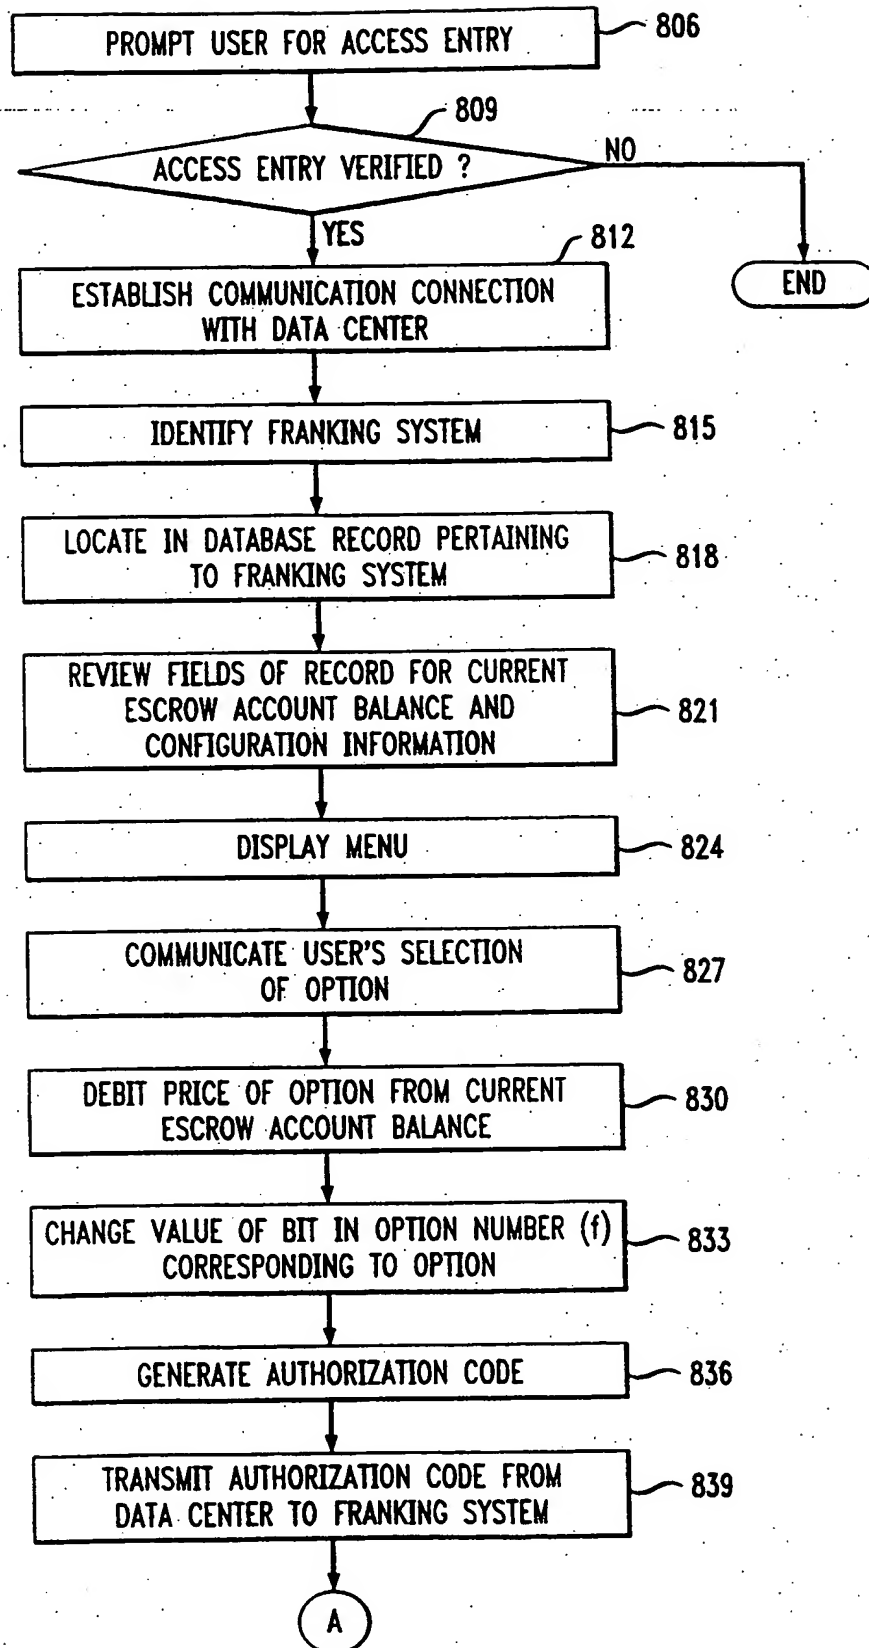 PROMPT USER FOR ACCESS ENTRY
806
809
ACCESS ENTRY VERIFIED ?
NO
YES
END
812
ESTABLISH COMMUNICATION CONNECTION
WITH DATA CENTER
IDENTIFY FRANKING SYSTEM
815
LOCATE IN DATABASE RECORD PERTAINING
TO FRANKING SYSTEM
818
REVIEW FIELDS OF RECORD FOR CURRENT
ESCROW ACCOUNT BALANCE AND
CONFIGURATION INFORMATION
821
DISPLAY MENU
824
COMMUNICATE USER'S SELECTION
OF OPTION
827
DEBIT PRICE OF OPTION FROM CURRENT
ESCROW ACCOUNT BALANCE
830
CHANGE VALUE OF BIT IN OPTION NUMBER (f)
CORRESPONDING TO OPTION
833
GENERATE AUTHORIZATION CODE
836
TRANSMIT AUTHORIZATION CODE FROM
DATA CENTER TO FRANKING SYSTEM
839
A